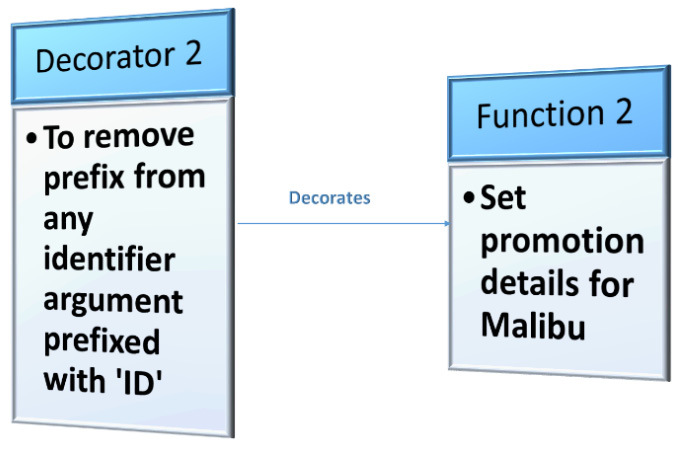 Decorator 2
• To remove
prefix from
any
identifier
argument
prefixed
with 'ID'
Decorates
Function 2
• Set
promotion
details for
Malibu